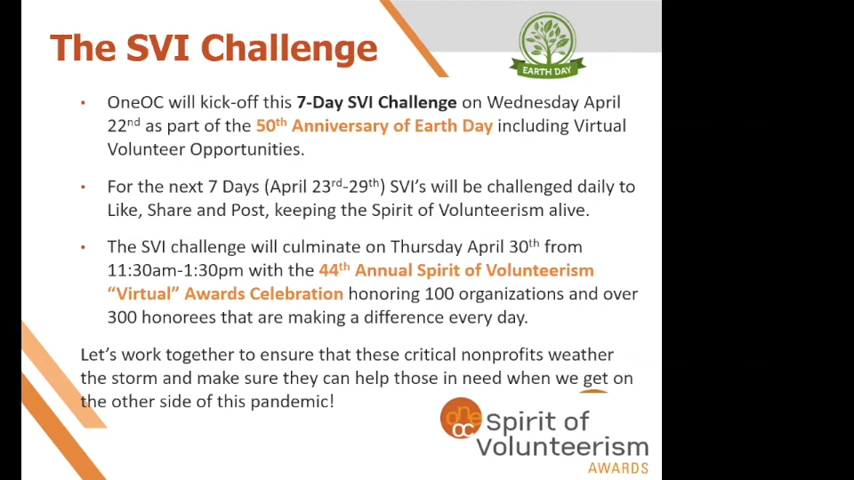 The SVI Challenge
EARTH DAY
• OneOC will kick-off this 7-Day SVI Challenge on Wednesday April
22nd as part of the 50th Anniversary of Earth Day including Virtual
Volunteer Opportunities.
• For the next 7 Days (April 23rd-29th) SVI’s will be challenged daily to
Like, Share and Post, keeping the Spirit of Volunteerism alive.
• The SVI challenge will culminate on Thursday April 30th from
11:30am-1:30pm with the 44th Annual Spirit of Volunteerism
“Virtual” Awards Celebration honoring 100 organizations and over
300 honorees that are making a difference every day.
Let’s work together to ensure that these critical nonprofits weather
the storm and make sure they can help those in need when we get on
the other side of this pandemic!
one
OC
Spirit of
Volunteerism
AWARDS